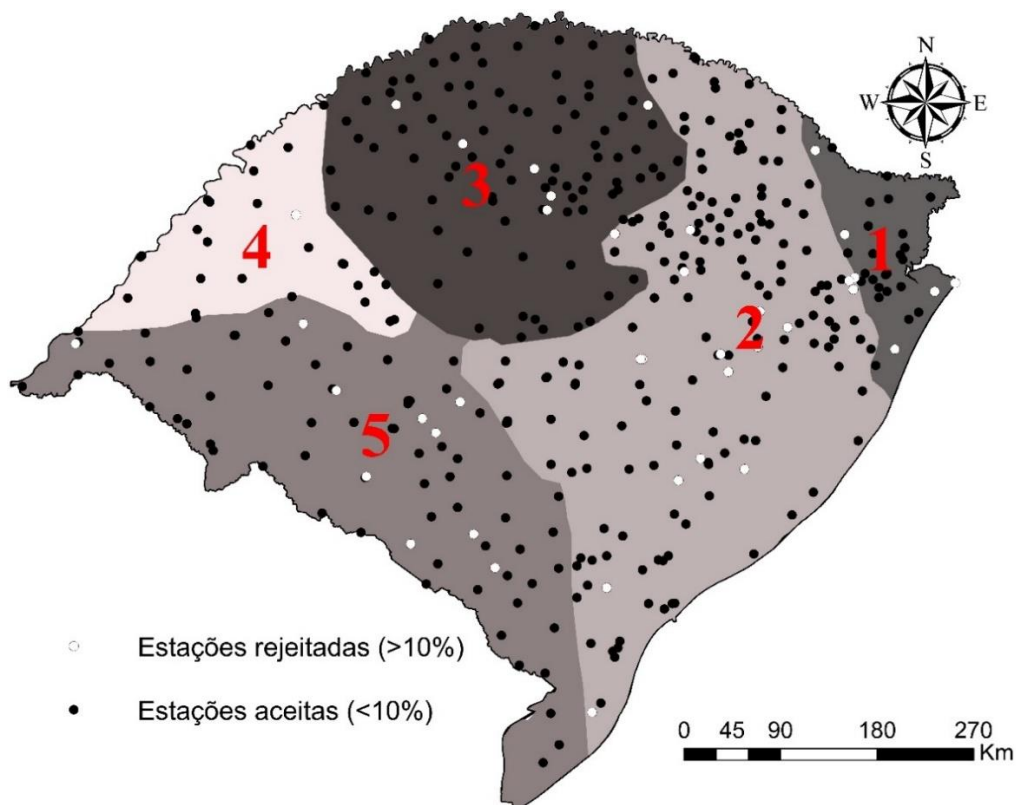 N
W E
S
3
1
4
2
5
Estações rejeitadas (>10%)
Estações aceitas (<10%)
0 45 90 180 270
Km